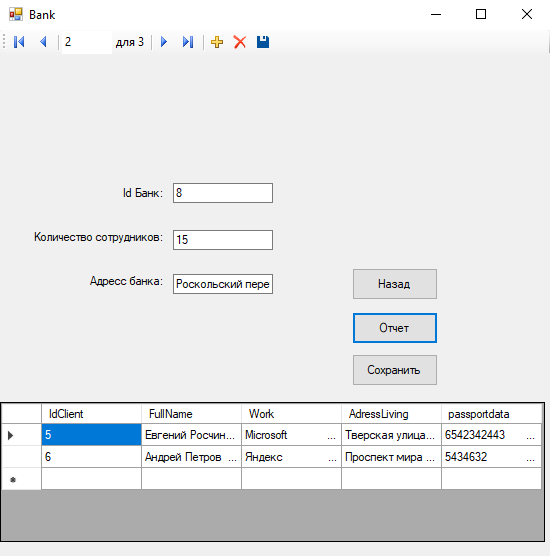 Bank
2 для 3
Id Банк: 8
Количество сотрудников: 15
Адресс банка: Роскольский пере
Назад
Отчет
Сохранить
IdClient FullName Work AdressLiving passportdata
5 Евгений Росчин... Microsoft ... Тверская улица... 6542342443 ...
6 Андрей Петров ... Яндекс ... Проспект мира ... 5434632 ...